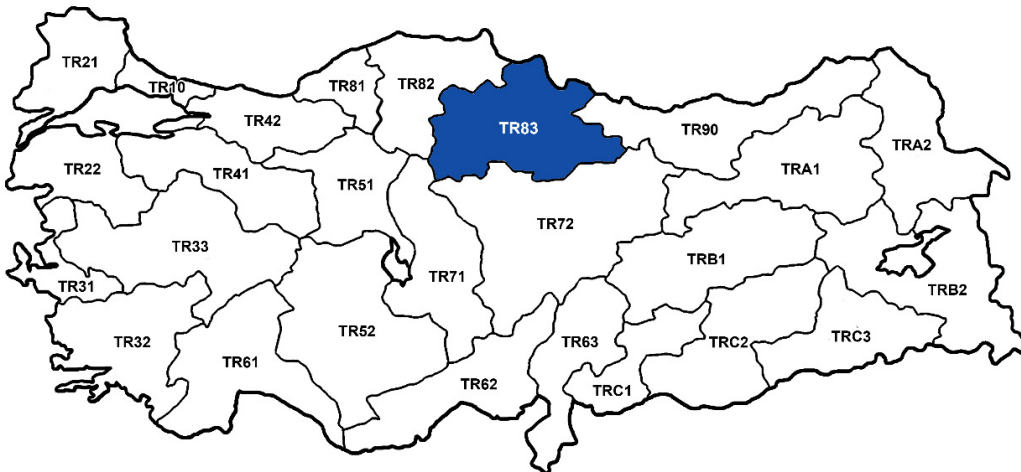 TR21
TR10
TR81
TR82
TR42
TR83
TR90
TRA2
TR22
TR41
TR51
TRA1
TR72
TR33
TRB1
TR31
TR71
TRB2
TR32
TR52
TR63
TRC2
TRC3
TR61
TR62
TRC1